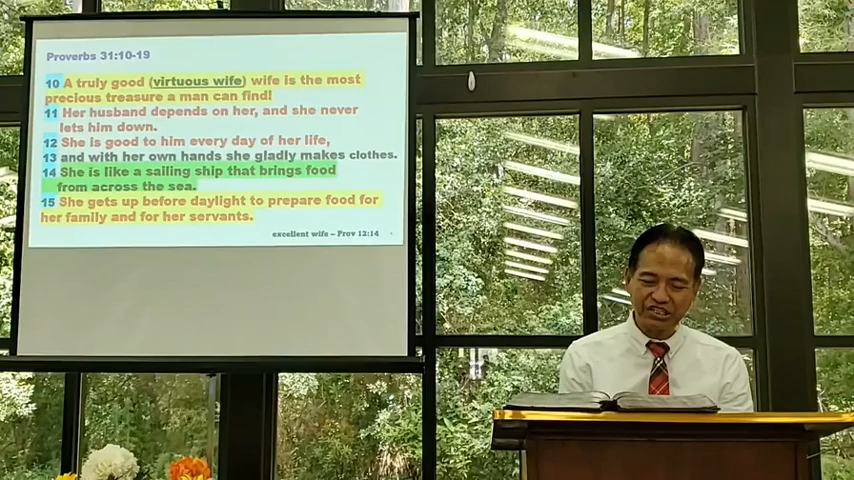 Proverbs 31:10-19
10 A truly good (virtuous wife) wife is the most
precious treasure a man can find!
11 Her husband depends on her, and she never
lets him down.
12 She is good to him every day of her life,
13 and with her own hands she gladly makes clothes.
14 She is like a sailing ship that brings food
from across the sea.
15 She gets up before daylight to prepare food for
her family and for her servants.
excellent wife – Prov 12:14